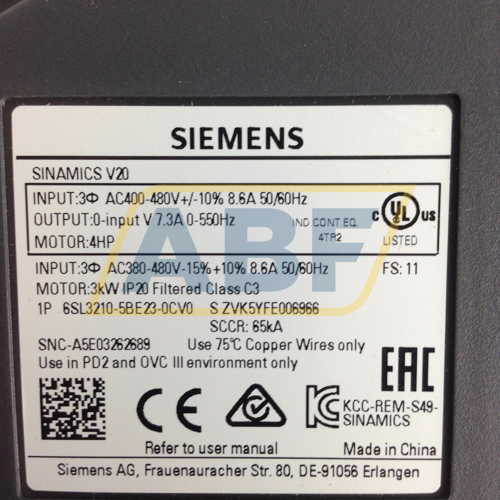 SIEMENS
SINAMICS V20
INPUT:3Φ AC400-480V+/-10% 8.6A 50/60Hz
OUTPUT:0-input V 7.3A 0-550Hz
IND.CONT.EQ.
4TR2
MOTOR:4HP
C UL US
LISTED
INPUT:3Φ AC380-480V-15%+10% 8.6A 50/60Hz
FS: 11
MOTOR:3kW IP20 Filtered Class C3
1P 6SL3210-5BE23-0CV0 S ZVK5YFE006966
SCCR: 65kA
SNC-A5E03262689 Use 75℃ Copper Wires only
Use in PD2 and OVC III environment only
EAC
CE
KCC-REM-S49-
SINAMICS
Refer to user manual
Made in China
Siemens AG, Frauenauracher Str. 80, DE-91056 Erlangen
ABF